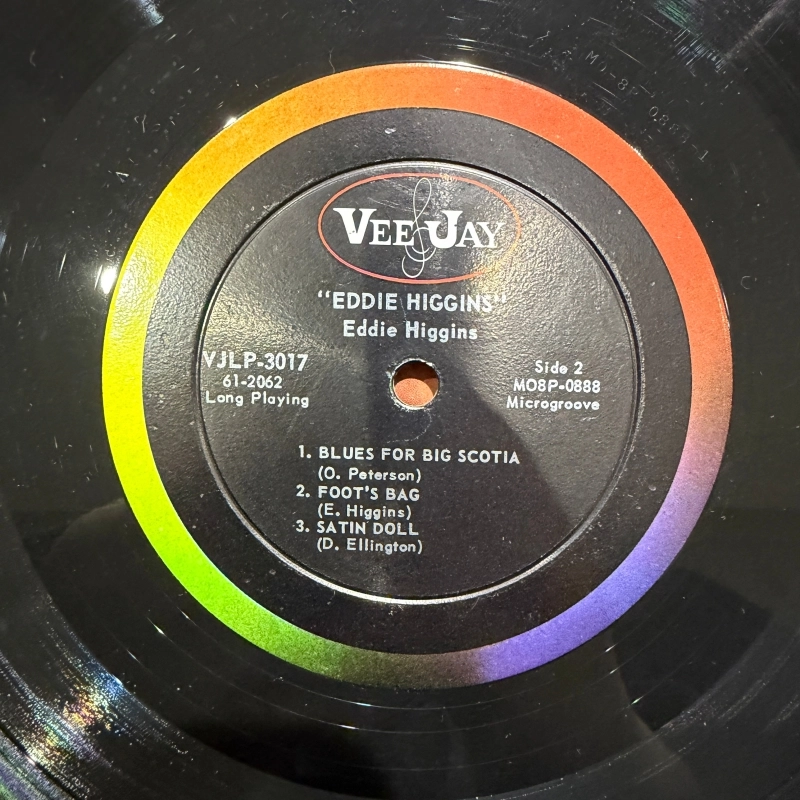 VEE JAY
"EDDIE HIGGINS"
Eddie Higgins
VJLP-3017
61-2062
Long Playing
Side 2
MO8P-0888
Microgroove
1. BLUES FOR BIG SCOTIA
(O. Peterson)
2. FOOT'S BAG
(E. Higgins)
3. SATIN DOLL
(D. Ellington)